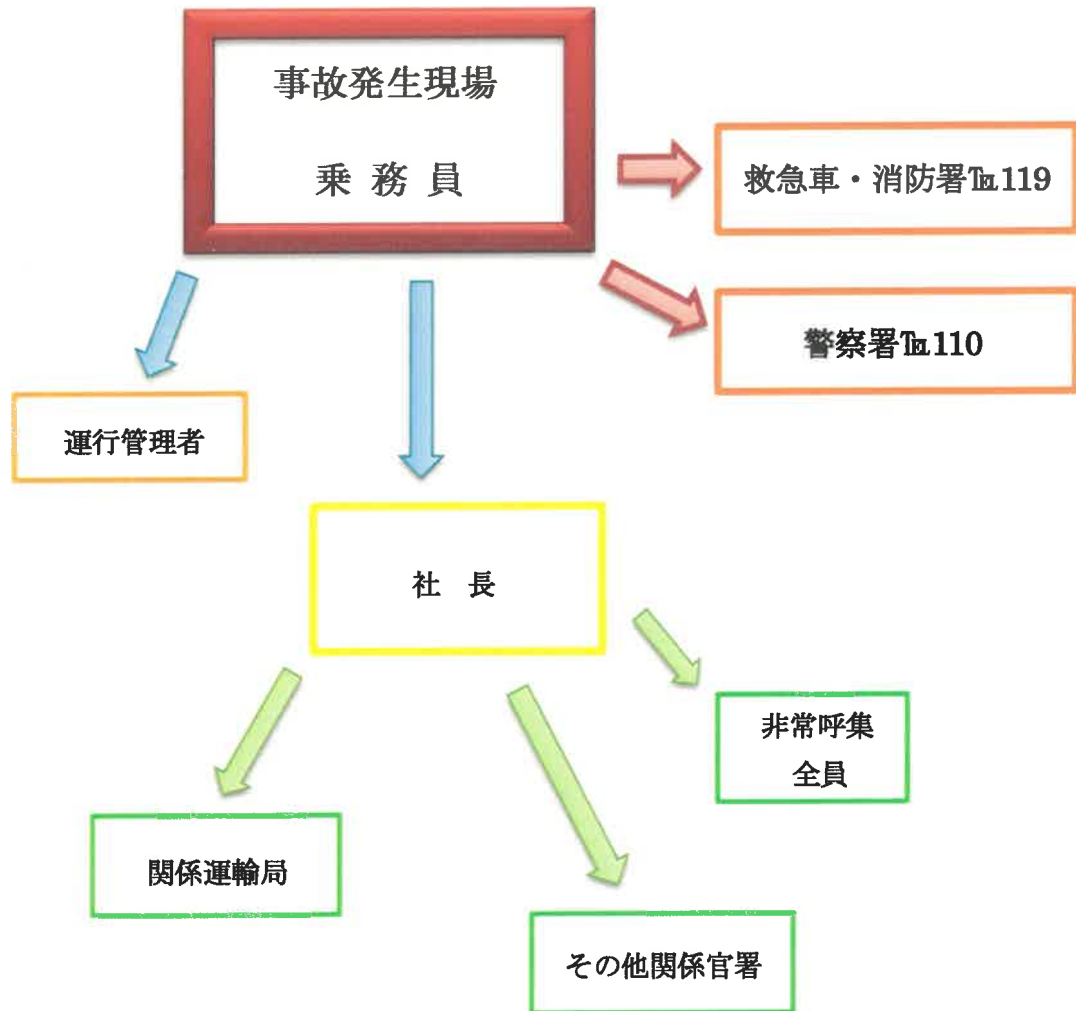 事故発生現場
乗 務 員
救急車・消防署℡119
警察署℡110
運行管理者
社 長
非常呼集
全員
関係運輸局
その他関係官署